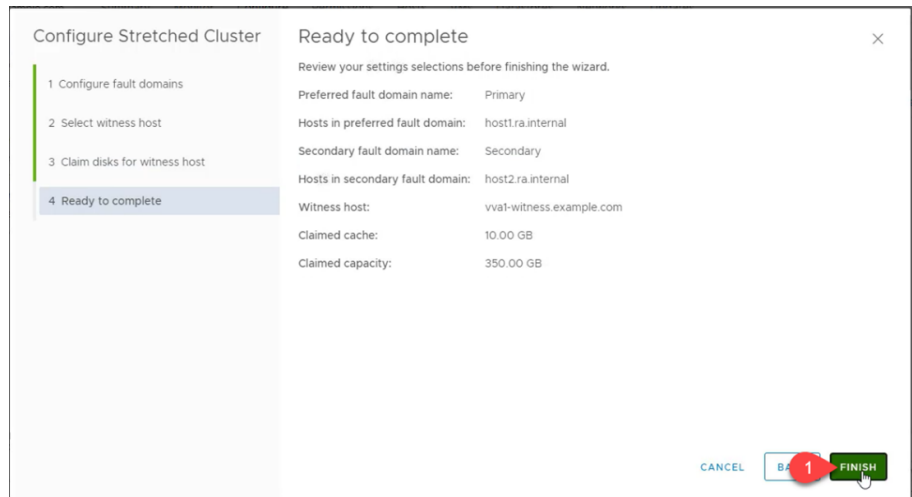 Configure Stretched Cluster
1 Configure fault domains
2 Select witness host
3 Claim disks for witness host
4 Ready to complete
Ready to complete
Review your settings selections before finishing the wizard.
Preferred fault domain name: Primary
Hosts in preferred fault domain: host1.ra.internal
Secondary fault domain name: Secondary
Hosts in secondary fault domain: host2.ra.internal
Witness host: vva1-witness.example.com
Claimed cache: 10.00 GB
Claimed capacity: 350.00 GB
CANCEL
1
FINISH